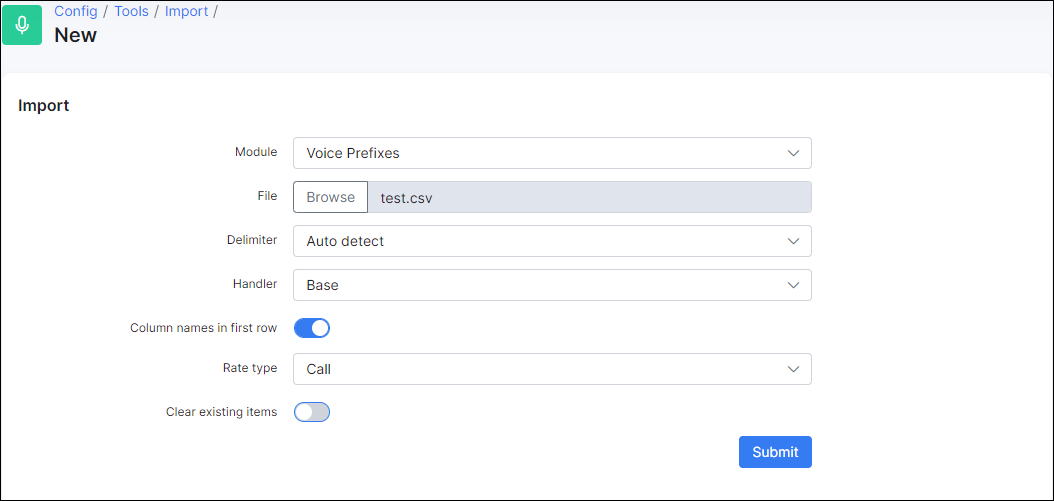 Config / Tools / Import /
New
Import
Module Voice Prefixes
File Browse test.csv
Delimiter Auto detect
Handler Base
Column names in first row
Rate type Call
Clear existing items
Submit